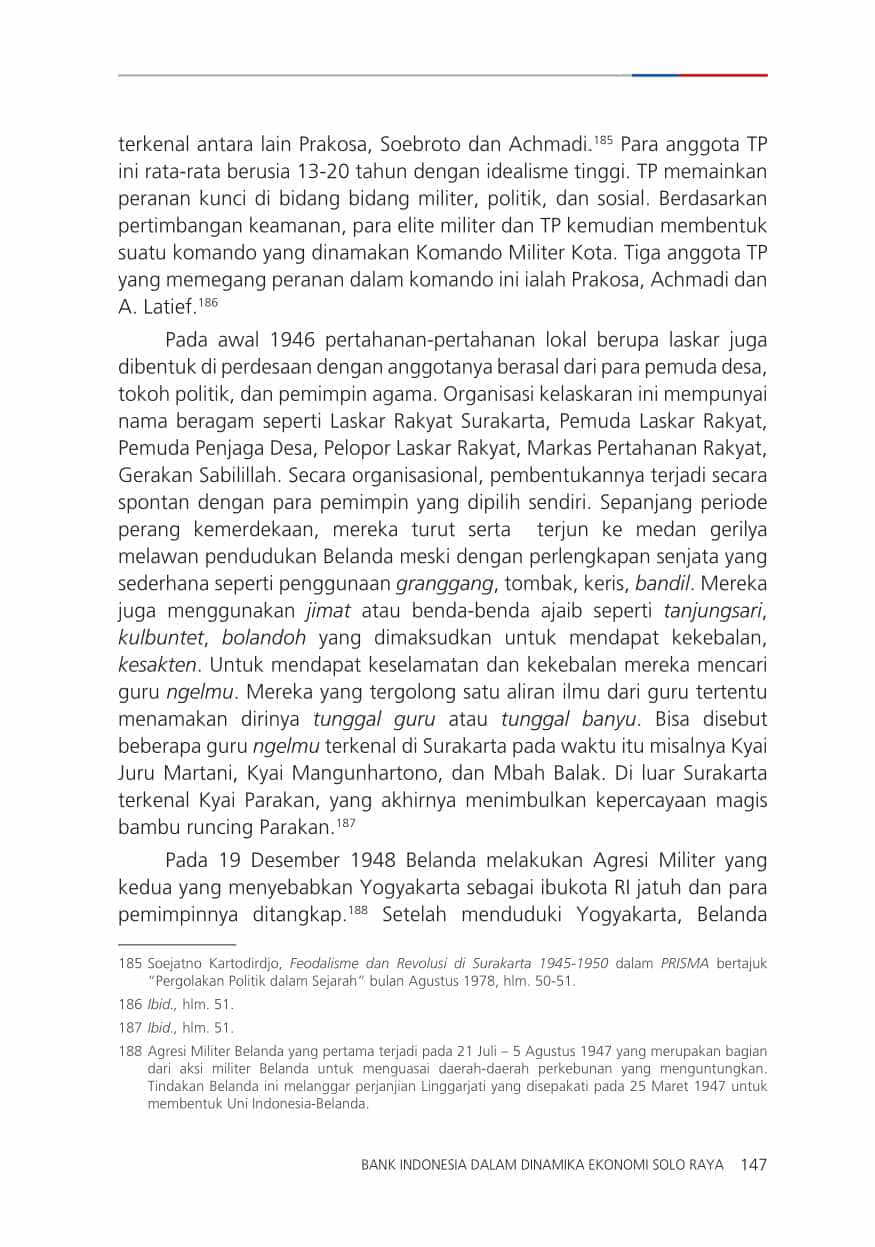 terkenal antara lain Prakosa, Soebroto dan Achmadi.185 Para anggota TP
ini rata-rata berusia 13-20 tahun dengan idealisme tinggi. TP memainkan
peranan kunci di bidang bidang militer, politik, dan sosial. Berdasarkan
pertimbangan keamanan, para elite militer dan TP kemudian membentuk
suatu komando yang dinamakan Komando Militer Kota. Tiga anggota TP
yang memegang peranan dalam komando ini ialah Prakosa, Achmadi dan
A. Latief.186
Pada awal 1946 pertahanan-pertahanan lokal berupa laskar juga
dibentuk di perdesaan dengan anggotanya berasal dari para pemuda desa,
tokoh politik, dan pemimpin agama. Organisasi kelaskaran ini mempunyai
nama beragam seperti Laskar Rakyat Surakarta, Pemuda Laskar Rakyat,
Pemuda Penjaga Desa, Pelopor Laskar Rakyat, Markas Pertahanan Rakyat,
Gerakan Sabilillah. Secara organisasional, pembentukannya terjadi secara
spontan dengan para pemimpin yang dipilih sendiri. Sepanjang periode
perang kemerdekaan, mereka turut serta terjun ke medan gerilya
melawan pendudukan Belanda meski dengan perlengkapan senjata yang
sederhana seperti penggunaan granggang, tombak, keris, bandil. Mereka
juga menggunakan jimat atau benda-benda ajaib seperti tanjungsari,
kulbuntet, bolandoh yang dimaksudkan untuk mendapat kekebalan,
kesakten. Untuk mendapat keselamatan dan kekebalan mereka mencari
guru ngelmu. Mereka yang tergolong satu aliran ilmu dari guru tertentu
menamakan dirinya tunggal guru atau tunggal banyu. Bisa disebut
beberapa guru ngelmu terkenal di Surakarta pada waktu itu misalnya Kyai
Juru Martani, Kyai Mangunhartono, dan Mbah Balak. Di luar Surakarta
terkenal Kyai Parakan, yang akhirnya menimbulkan kepercayaan magis
bambu runcing Parakan.187
Pada 19 Desember 1948 Belanda melakukan Agresi Militer yang
kedua yang menyebabkan Yogyakarta sebagai ibukota RI jatuh dan para
pemimpinnya ditangkap.188 Setelah menduduki Yogyakarta, Belanda
185 Soejatno Kartodirdjo, Feodalisme dan Revolusi di Surakarta 1945-1950 dalam PRISMA bertajuk
"Pergolakan Politik dalam Sejarah" bulan Agustus 1978, hlm. 50-51.
186 Ibid., hlm. 51.
187 Ibid., hlm. 51.
188 Agresi Militer Belanda yang pertama terjadi pada 21 Juli – 5 Agustus 1947 yang merupakan bagian
dari aksi militer Belanda untuk menguasai daerah-daerah perkebunan yang menguntungkan.
Tindakan Belanda ini melanggar perjanjian Linggarjati yang disepakati pada 25 Maret 1947 untuk
membentuk Uni Indonesia-Belanda.
BANK INDONESIA DALAM DINAMIKA EKONOMI SOLO RAYA 147